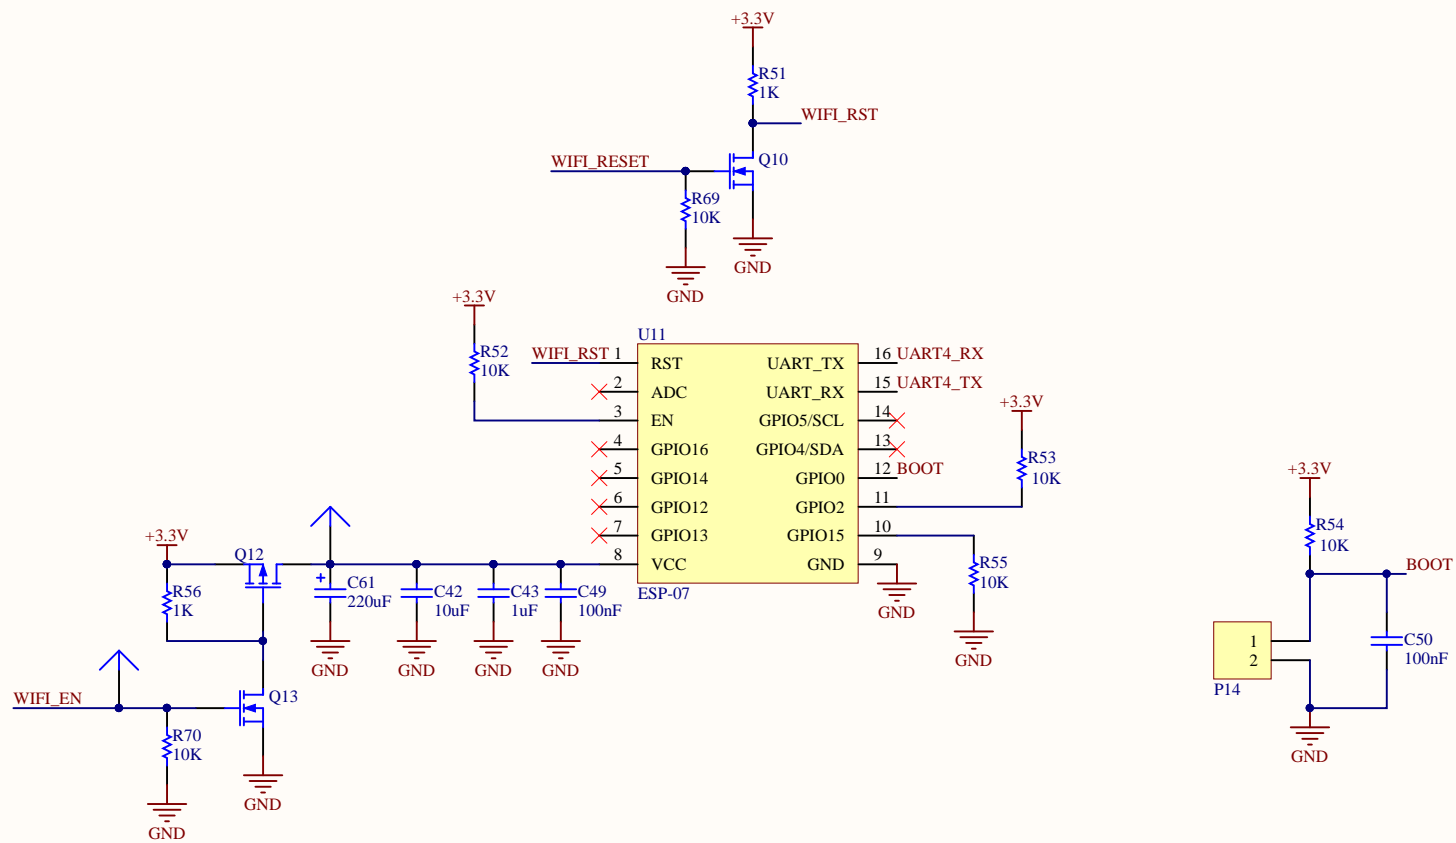 +3.3V
R51
1K
WIFI_RST
WIFI_RESET
Q10
R69
10K
GND
GND
+3.3V
R52
10K
U11
WIFI_RST 1 RST
2 ADC
3 EN
4 GPIO16
5 GPIO14
6 GPIO12
7 GPIO13
8 VCC
UART_TX 16 UART4_RX
UART_RX 15 UART4_TX
GPIO5/SCL 14
GPIO4/SDA 13
GPIO0 12 BOOT
GPIO2 11
GPIO15 10
GND 9
ESP-07
+3.3V
R53
10K
R55
10K
GND
GND
+3.3V
Q12
R56
1K
+
C61
220uF
C42
10uF
C43
1uF
C49
100nF
GND
GND
GND
GND
WIFI_EN
Q13
R70
10K
GND
GND
+3.3V
R54
10K
BOOT
1
2
P14
C50
100nF
GND